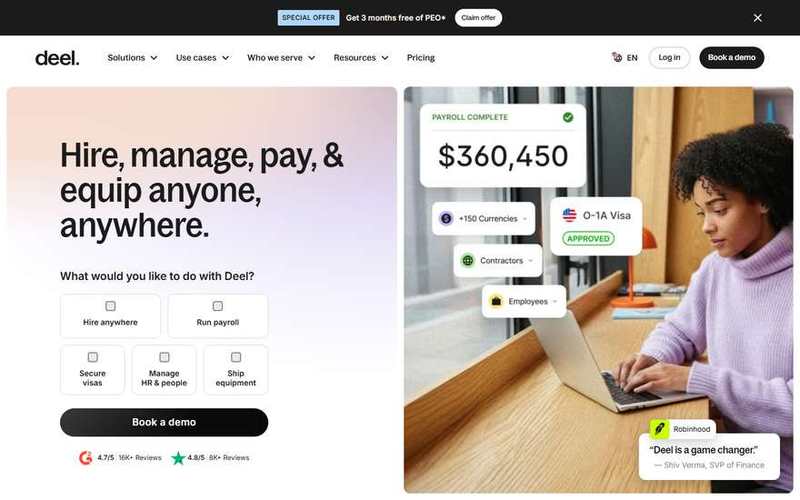 SPECIAL OFFER Get 3 months free of PEO* Claim offer
deel. Solutions Use cases Who we serve Resources Pricing EN Log in Book a demo
Hire, manage, pay, &
equip anyone,
anywhere.
What would you like to do with Deel?
Hire anywhere
Run payroll
Secure
visas
Manage
HR & people
Ship
equipment
Book a demo
4.7/5 16K+ Reviews 4.8/5 8K+ Reviews
PAYROLL COMPLETE
$360,450
+150 Currencies
O-1A Visa
APPROVED
Contractors
Employees
Robinhood
“Deel is a game changer.”
— Shiv Verma, SVP of Finance